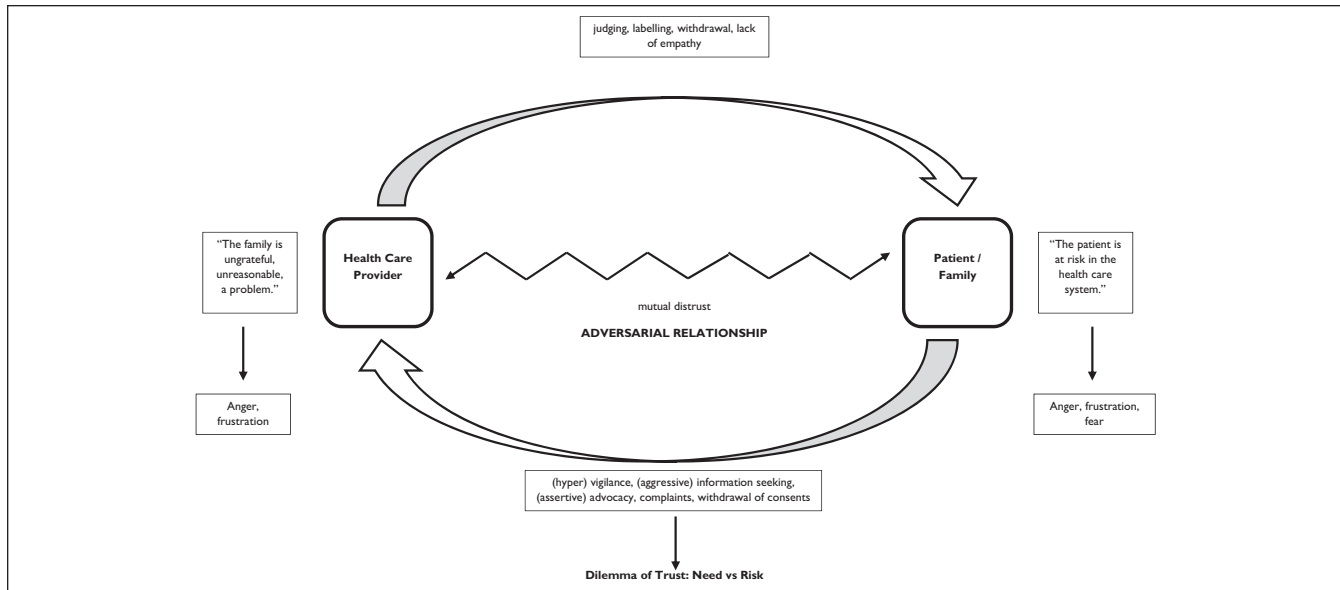 judging, labelling, withdrawal, lack
of empathy
“The family is
ungrateful,
unreasonable,
a problem.”
Health Care
Provider
Patient /
Family
“The patient is
at risk in the
health care
system.”
mutual distrust
ADVERSARIAL RELATIONSHIP
Anger,
frustration
Anger, frustration,
fear
(hyper) vigilance, (aggressive) information seeking,
(assertive) advocacy, complaints, withdrawal of consents
Dilemma of Trust: Need vs Risk